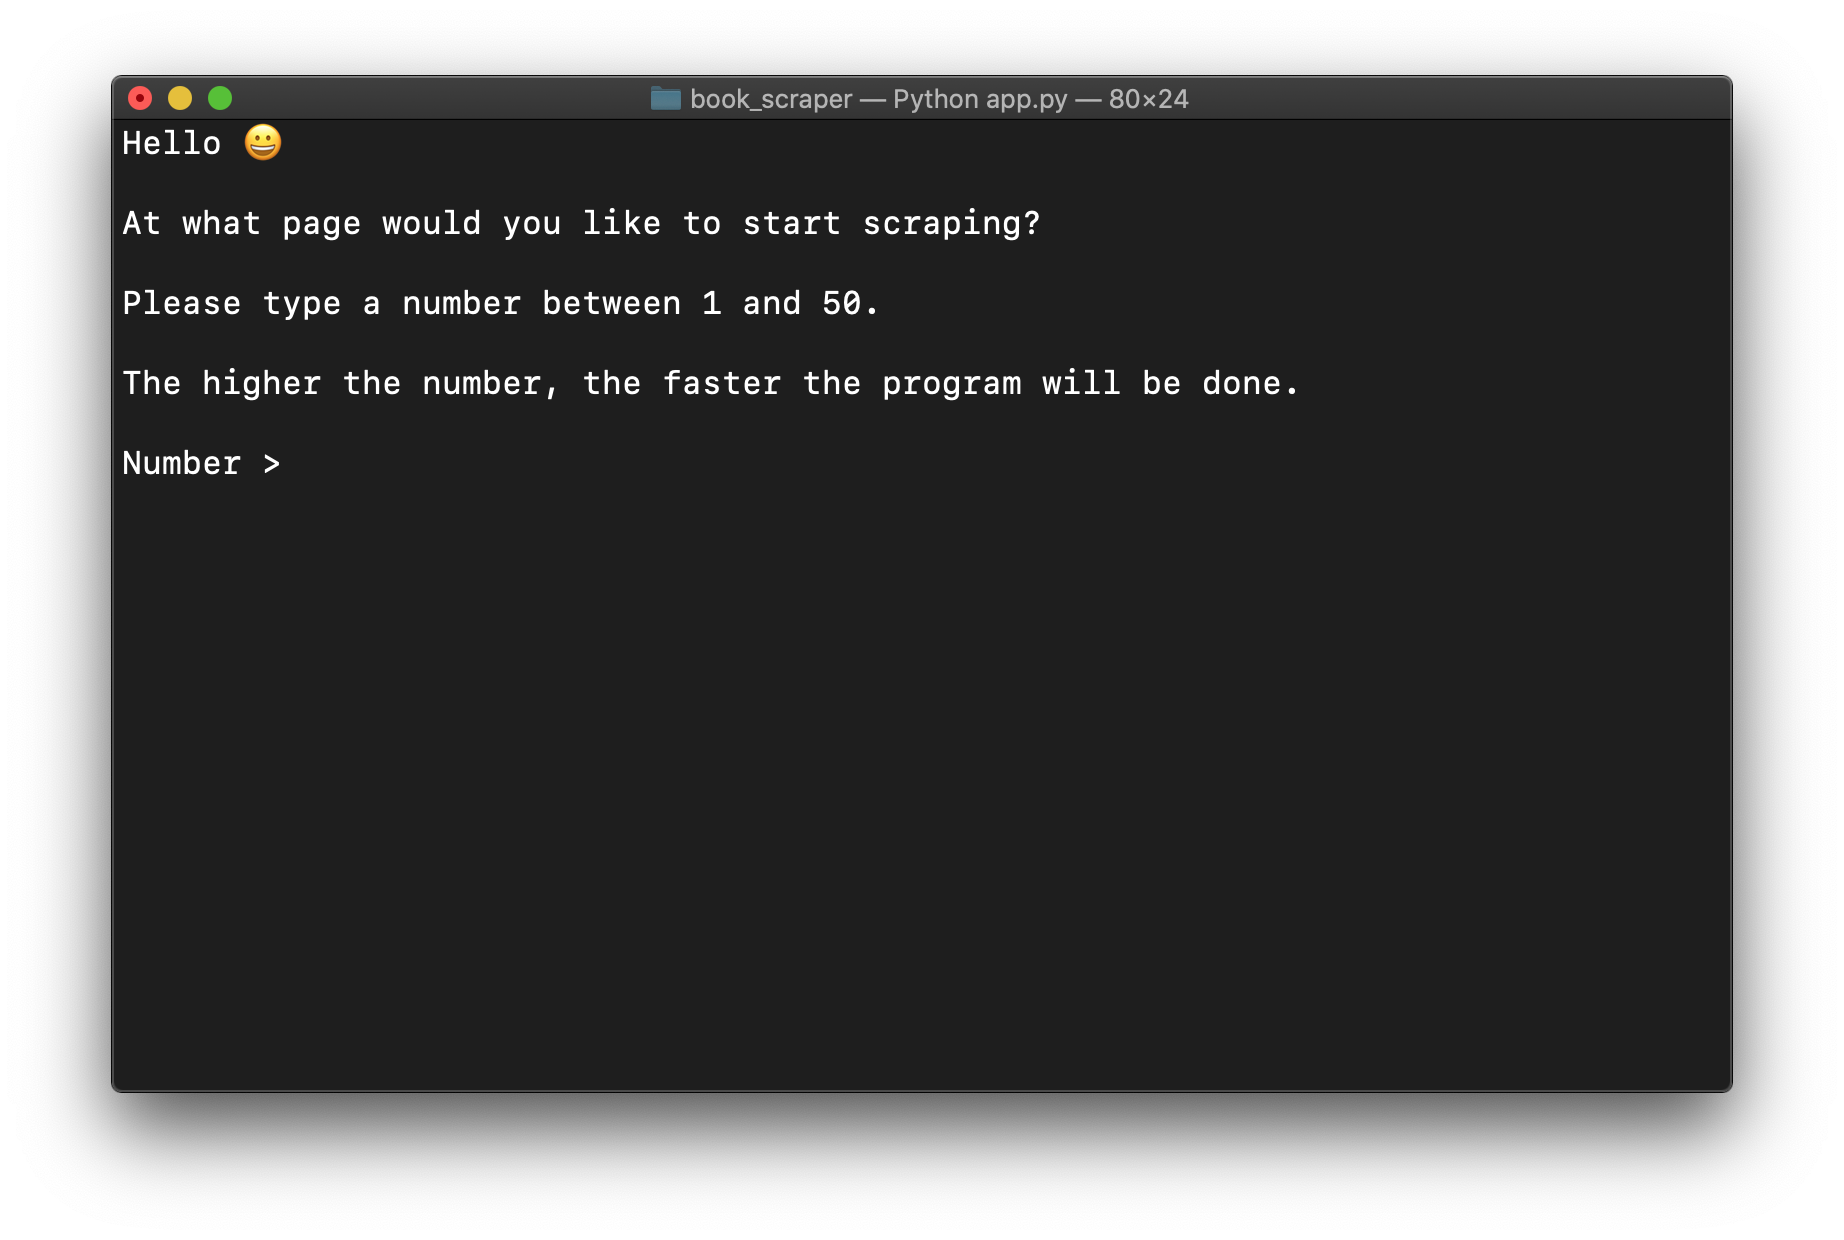 book_scraper — Python app.py — 80×24
Hello 😀
At what page would you like to start scraping?
Please type a number between 1 and 50.
The higher the number, the faster the program will be done.
Number >